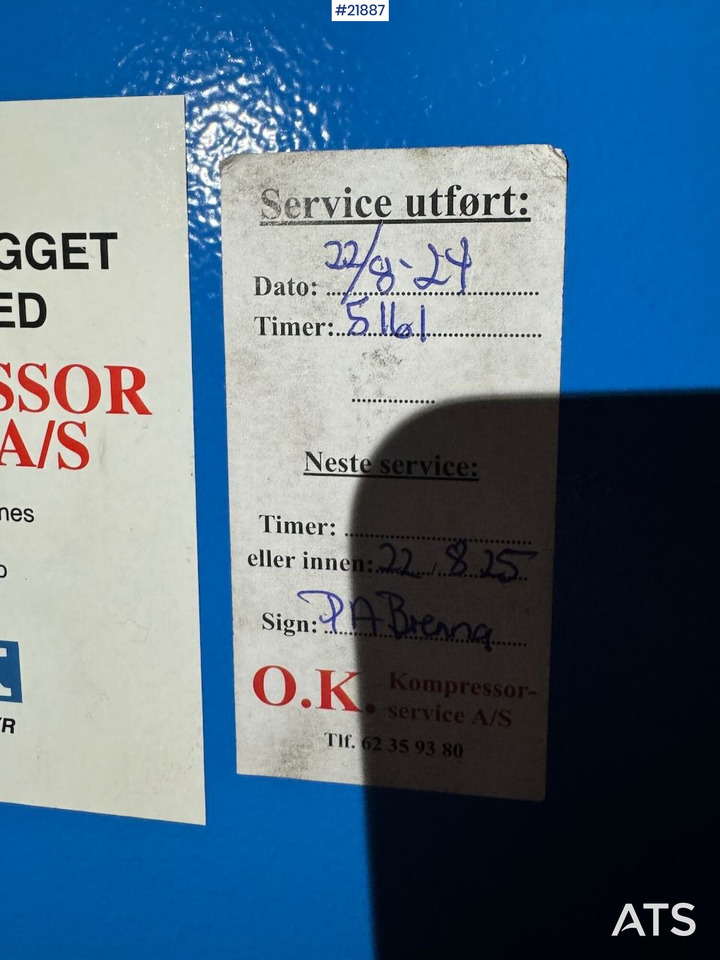 #21887
GGET
ED
SSOR
A/S
nes
Service utført:
Dato: 22/8-24
Timer: 5161
Neste service:
Timer:
eller innen: 22 / 8 25
Sign: P A Brenna
O.K. Kompressor-
service A/S
Tlf. 62 35 93 80
ATS